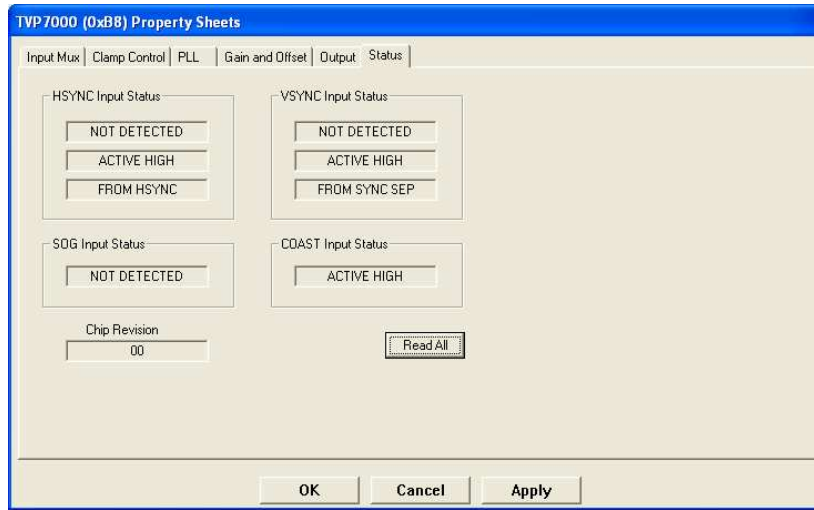 TVP7000 (0xB8) Property Sheets
Input Mux Clamp Control PLL Gain and Offset Output Status
HSYNC Input Status
NOT DETECTED
ACTIVE HIGH
FROM HSYNC
VSYNC Input Status
NOT DETECTED
ACTIVE HIGH
FROM SYNC SEP
SOG Input Status
NOT DETECTED
COAST Input Status
ACTIVE HIGH
Chip Revision
00
Read All
OK Cancel Apply